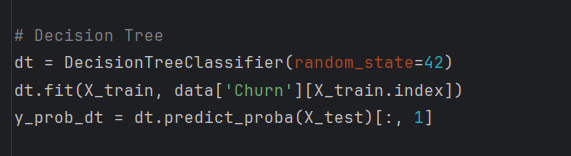 # Decision Tree
dt = DecisionTreeClassifier(random_state=42)
dt.fit(X_train, data['Churn'][X_train.index])
y_prob_dt = dt.predict_proba(X_test)[:, 1]